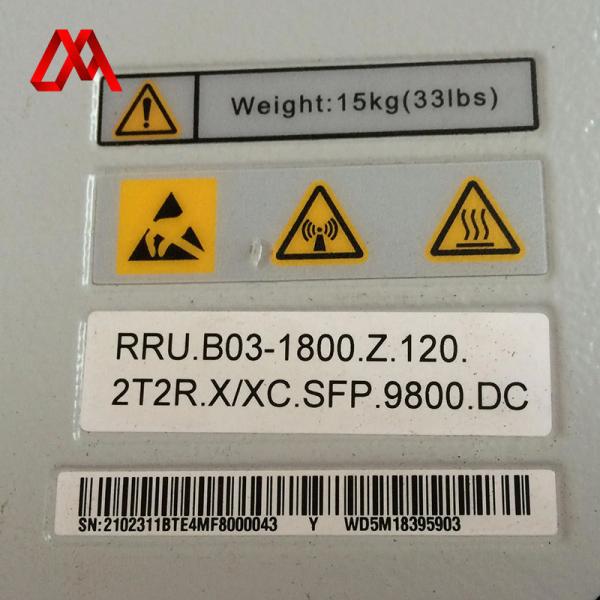 Weight:15kg(33lbs)
RRU.B03-1800.Z.120.
2T2R.X/XC.SFP.9800.DC
SN:2102311BTE4MF8000043 Y WD5M18395903